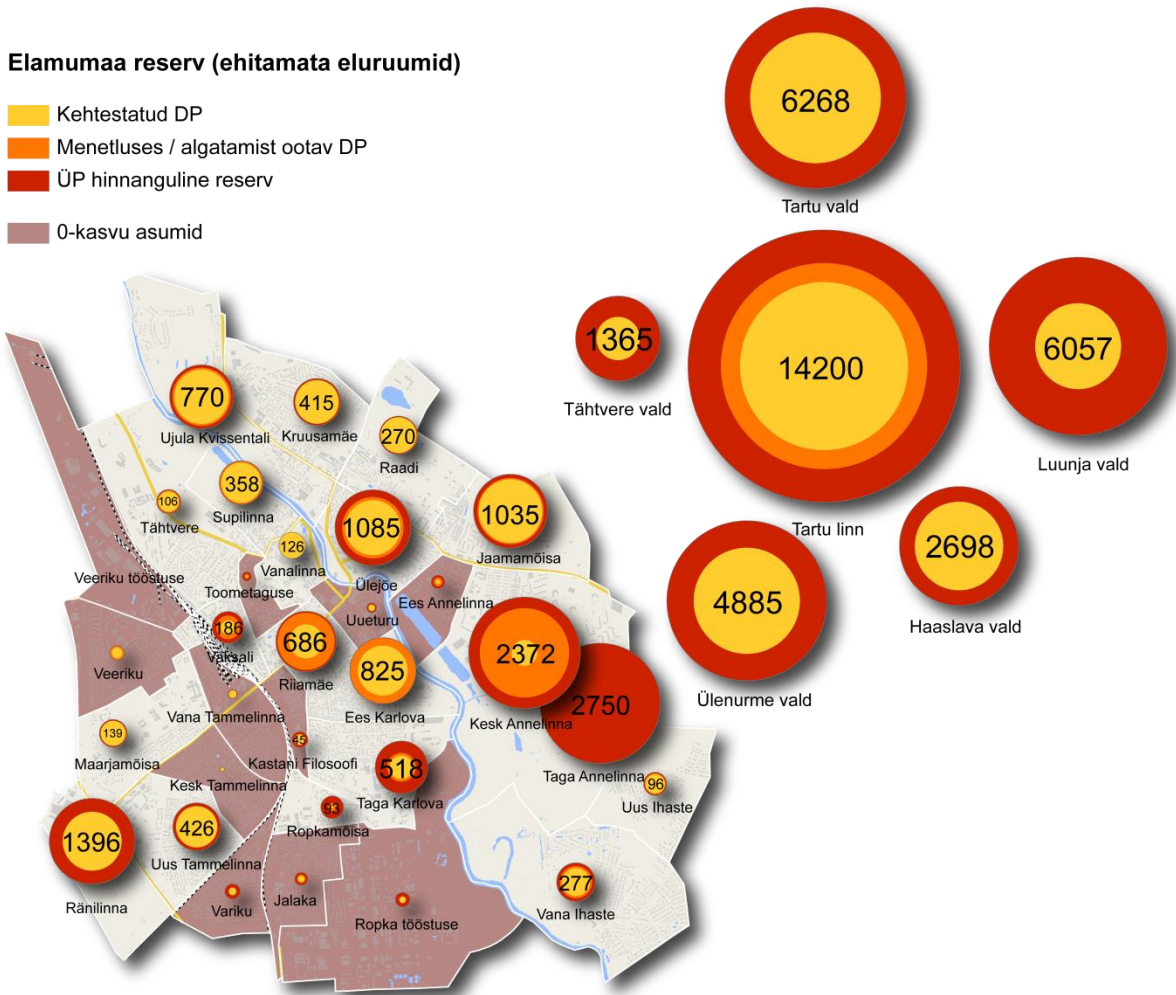 Elamumaa reserv (ehitamata eluruumid)
Kehtestatud DP
Menetluses / algatamist ootav DP
ÜP hinnanguline reserv
0-kasvu asumid
6268
Tartu vald
14200
Tartu linn
1365
Tähtvere vald
6057
Luunja vald
2698
Haaslava vald
4885
Ülenurme vald
770
Ujula Kvissentali
415
Kruusamäe
270
Raadi
358
Supilinna
106
Tähtvere
126
Vanalinna
1085
Ülejõe
1035
Jaamamõisa
Veeriku tööstuse
Toometaguse
Ees Annelinna
Uueturu
186
Vaksali
686
Riiamäe
825
Ees Karlova
2372
Kesk Annelinna
2750
Taga Annelinna
Veeriku
Vana Tammelinna
139
Maarjamõisa
45
Kastani Filosoofi
Kesk Tammelinna
518
Taga Karlova
96
Uus Ihaste
93
Ropkamõisa
1396
Ränilinna
426
Uus Tammelinna
277
Vana Ihaste
Variku
Jalaka
Ropka tööstuse